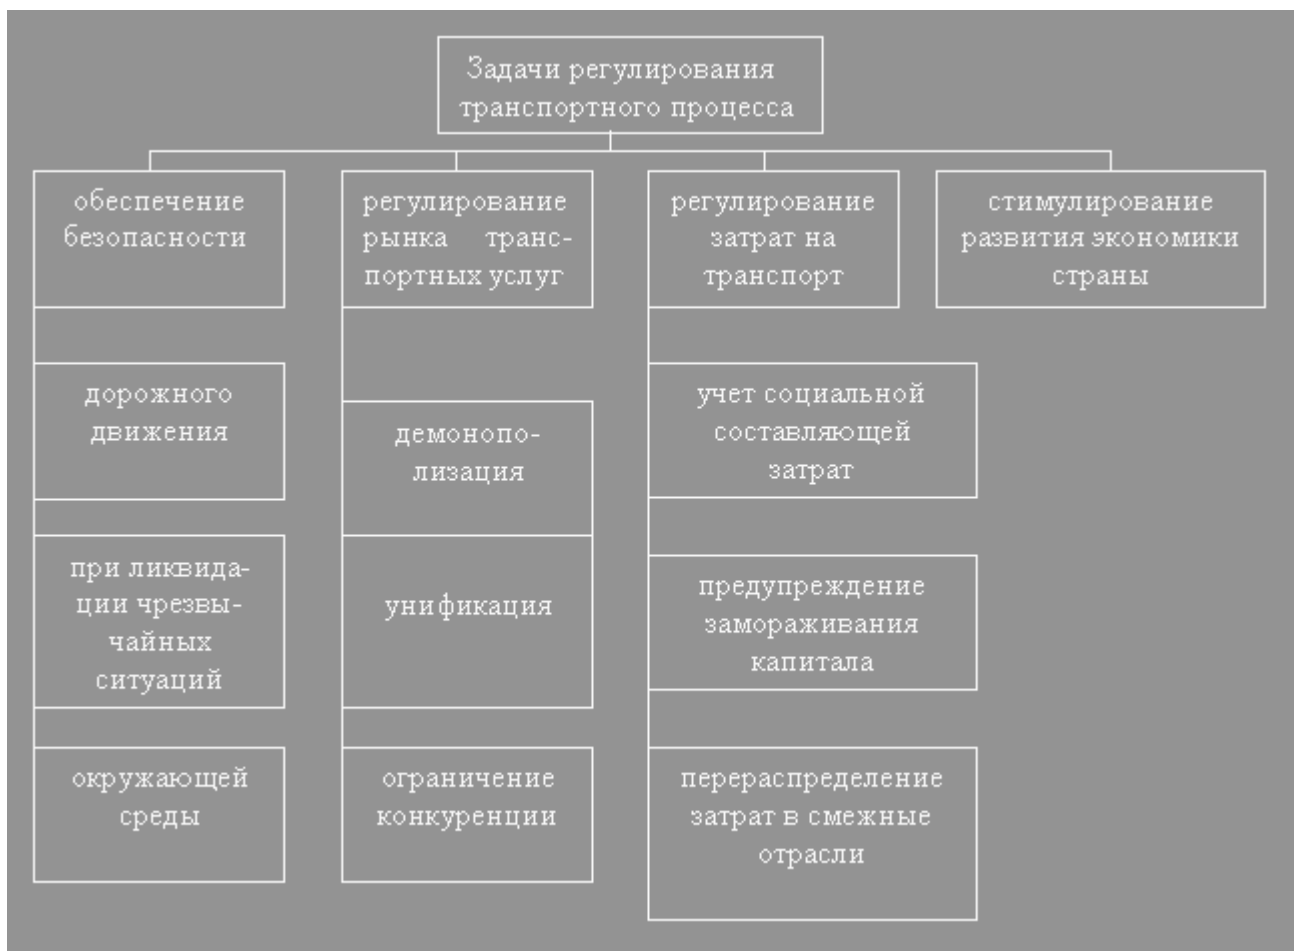 Задачи регулирования
транспортного процесса
обеспечение
безопасности
регулирование
рынка транс-
портных услуг
регулирование
затрат на
транспорт
стимулирование
развития экономики
страны
дорожного
движения
при ликвида-
ции чрезвы-
чайных
ситуаций
окружающей
среды
демонопо-
лизация
унификация
ограничение
конкуренции
учет социальной
составляющей
затрат
предупреждение
замораживания
капитала
перераспределение
затрат в смежные
отрасли